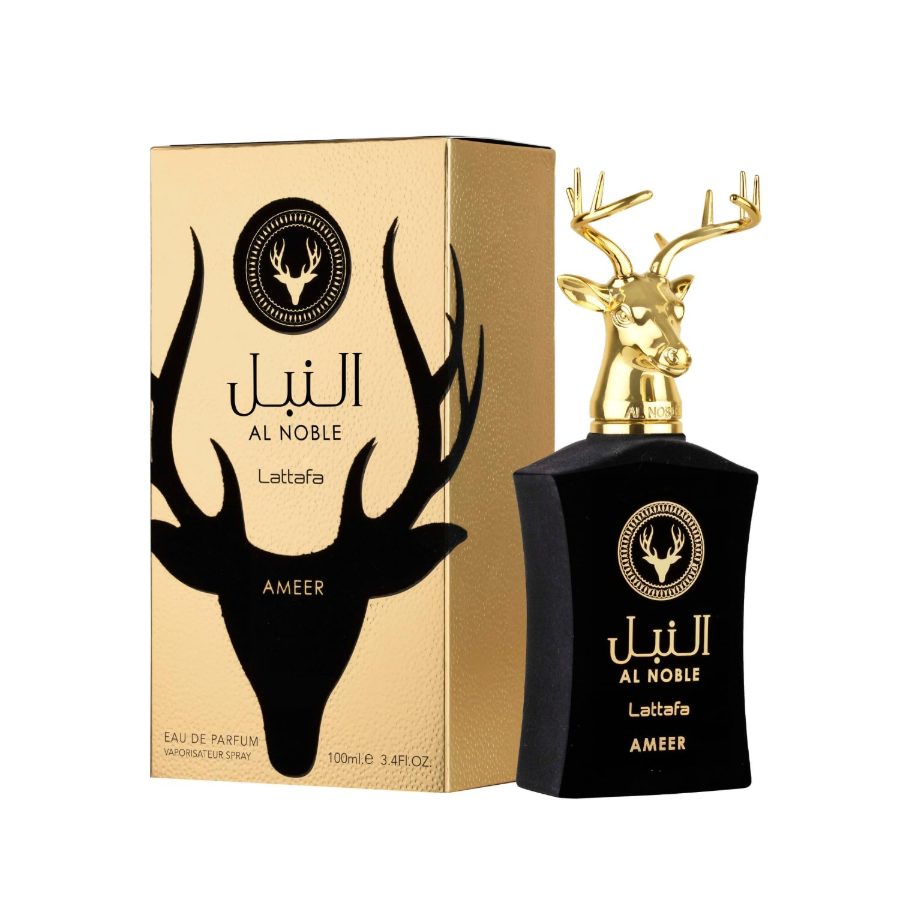 النبل
AL NOBLE
Lattafa
AMEER
EAU DE PARFUM
VAPORISATEUR SPRAY
100ml.e 3.4Fl.OZ.
AL NOBLE
النبل
AL NOBLE
Lattafa
AMEER